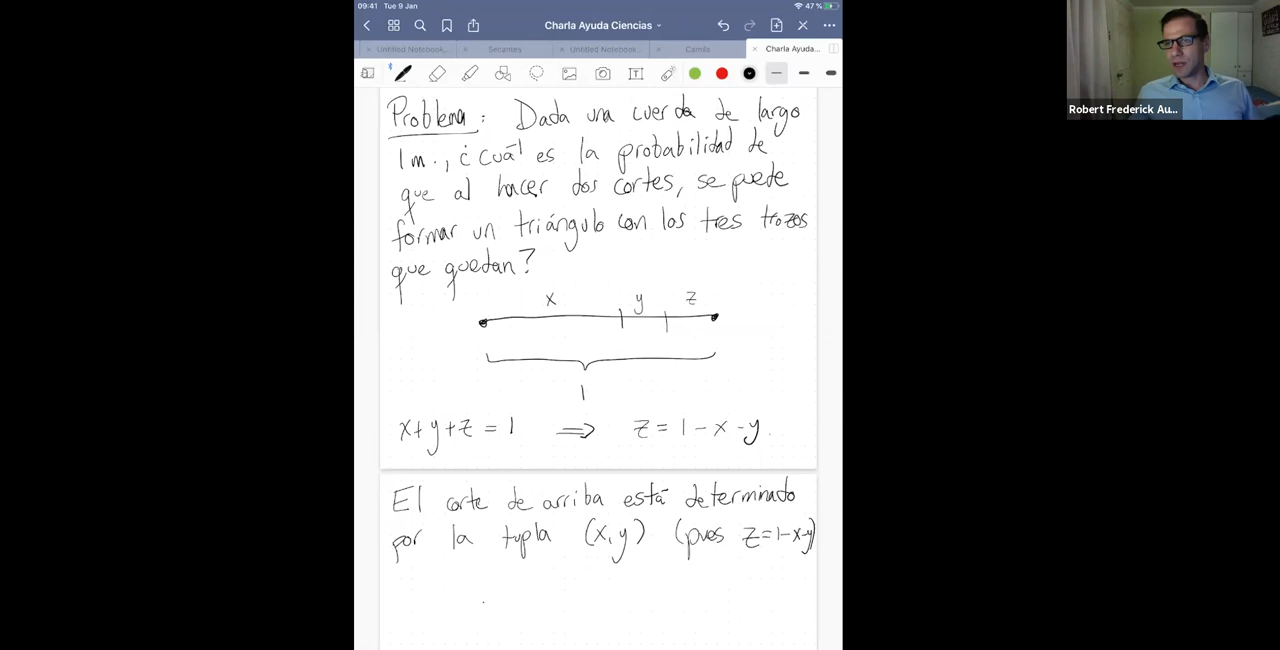 09:41 Tue 9 Jan
47 %
Charla Ayuda Ciencias
Untitled Notebook...
Secantes
Untitled Notebook...
Camila
Charla Ayuda...
Robert Frederick Au...
Problema: Dada una cuerda de largo
1m., ¿cuál es la probabilidad de
que al hacer dos cortes, se puede
formar un triángulo con los tres trozos
que quedan?
x y z
1
x+y+z=1 ⇒ z=1-x-y.
El corte de arriba está determinado
por la tupla (x,y) (pues z=1-x-y)